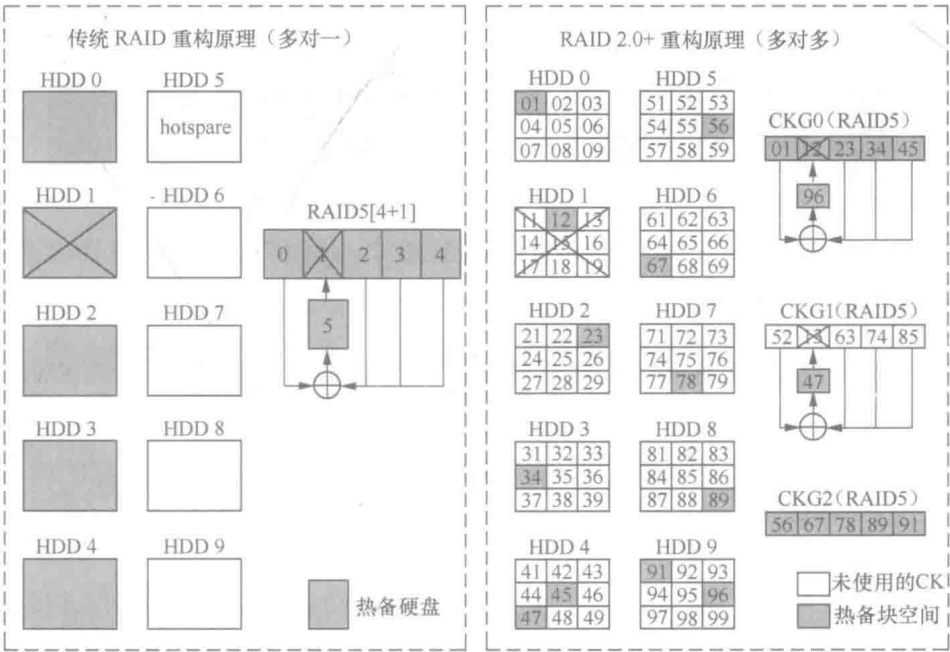 传统 RAID 重构原理（多对一）
HDD 0 HDD 5
hotspare
HDD 1 HDD 6
HDD 2 HDD 7
HDD 3 HDD 8
HDD 4 HDD 9
RAID5[4+1]
0 1 2 3 4
5
热备硬盘
RAID 2.0+ 重构原理（多对多）
HDD 0 HDD 5
01 02 03 51 52 53
04 05 06 54 55 56
07 08 09 57 58 59
HDD 1 HDD 6
11 12 13 61 62 63
14 15 16 64 65 66
17 18 19 67 68 69
HDD 2 HDD 7
21 22 23 71 72 73
24 25 26 74 75 76
27 28 29 77 78 79
HDD 3 HDD 8
31 32 33 81 82 83
34 35 36 84 85 86
37 38 39 87 88 89
HDD 4 HDD 9
41 42 43 91 92 93
44 45 46 94 95 96
47 48 49 97 98 99
CKG0(RAID5)
01 12 23 34 45
96
CKG1(RAID5)
52 13 63 74 85
47
CKG2(RAID5)
56 67 78 89 91
未使用的CK
热备块空间